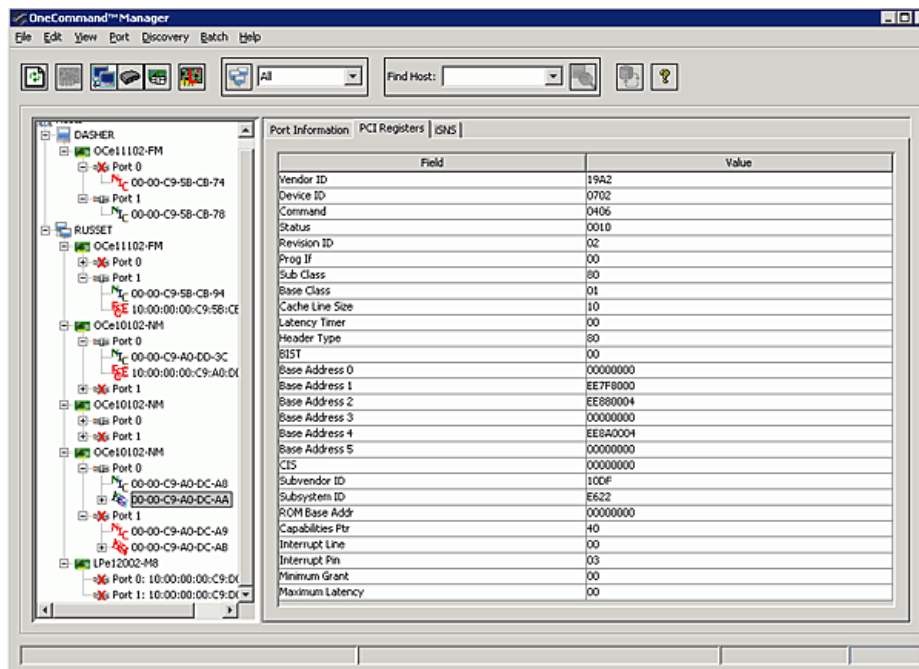 OneCommand™Manager
File Edit View Port Discovery Batch Help
All
Find Host:
DASHER
OCe11102-FM
Port 0
00-00-C9-5B-CB-74
Port 1
00-00-C9-5B-CB-78
RUSSET
OCe11102-FM
Port 0
Port 1
00-00-C9-5B-CB-94
10:00:00:00:C9:5B:CB
OCe10102-NM
Port 0
00-00-C9-A0-DD-3C
10:00:00:00:C9:A0:D
Port 1
OCe10102-NM
Port 0
Port 1
OCe10102-NM
Port 0
00-00-C9-A0-DC-A8
00-00-C9-A0-DC-AA
Port 1
00-00-C9-A0-DC-A9
00-00-C9-A0-DC-AB
LPe12002-M8
Port 0: 10:00:00:00:C9:D
Port 1: 10:00:00:00:C9:D
Port Information PCI Registers iSNS
Field Value
Vendor ID 19A2
Device ID 0702
Command 0406
Status 0010
Revision ID 02
Prog If 00
Sub Class 80
Base Class 01
Cache Line Size 10
Latency Timer 00
Header Type 80
BIST 00
Base Address 0 00000000
Base Address 1 EE7F8000
Base Address 2 EE880004
Base Address 3 00000000
Base Address 4 EE8A0004
Base Address 5 00000000
CIS 00000000
Subvendor ID 10DF
Subsystem ID E622
ROM Base Addr 00000000
Capabilities Ptr 40
Interrupt Line 00
Interrupt Pin 03
Minimum Grant 00
Maximum Latency 00